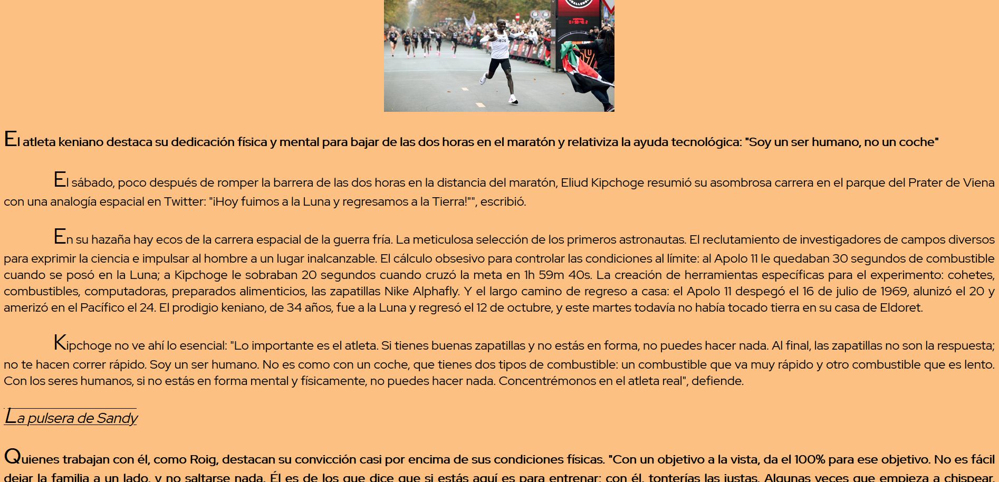 CHALLENGE
1:59:40.2
INEOS
El atleta keniano destaca su dedicación física y mental para bajar de las dos horas en el maratón y relativiza la ayuda tecnológica: "Soy un ser humano, no un coche"
El sábado, poco después de romper la barrera de las dos horas en la distancia del maratón, Eliud Kipchoge resumió su asombrosa carrera en el parque del Prater de Viena
con una analogía espacial en Twitter: "¡Hoy fuimos a la Luna y regresamos a la Tierra!"", escribió.
En su hazaña hay ecos de la carrera espacial de la guerra fría. La meticulosa selección de los primeros astronautas. El reclutamiento de investigadores de campos diversos
para exprimir la ciencia e impulsar al hombre a un lugar inalcanzable. El cálculo obsesivo para controlar las condiciones al límite: al Apolo 11 le quedaban 30 segundos de combustible
cuando se posó en la Luna; a Kipchoge le sobraban 20 segundos cuando cruzó la meta en 1h 59m 40s. La creación de herramientas específicas para el experimento: cohetes,
combustibles, computadoras, preparados alimenticios, las zapatillas Nike Alphafly. Y el largo camino de regreso a casa: el Apolo 11 despegó el 16 de julio de 1969, alunizó el 20 y
amerizó en el Pacífico el 24. El prodigio keniano, de 34 años, fue a la Luna y regresó el 12 de octubre, y este martes todavía no había tocado tierra en su casa de Eldoret.
Kipchoge no ve ahí lo esencial: "Lo importante es el atleta. Si tienes buenas zapatillas y no estás en forma, no puedes hacer nada. Al final, las zapatillas no son la respuesta;
no te hacen correr rápido. Soy un ser humano. No es como con un coche, que tienes dos tipos de combustible: un combustible que va muy rápido y otro combustible que es lento.
Con los seres humanos, si no estás en forma mental y físicamente, no puedes hacer nada. Concentrémonos en el atleta real", defiende.
La pulsera de Sandy
Quienes trabajan con él, como Roig, destacan su convicción casi por encima de sus condiciones físicas. "Con un objetivo a la vista, da el 100% para ese objetivo. No es fácil
dejar la familia a un lado, y no saltarse nada. Él es de los que dice que si estás aquí es para entrenar; con él, tonterías las justas. Algunas veces que empieza a chispear,